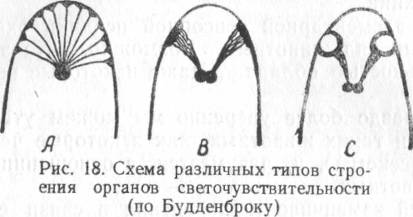 A B C
Рис. 18. Схема различных типов стро-
ения органов светочувствительности
(по Будденброку)